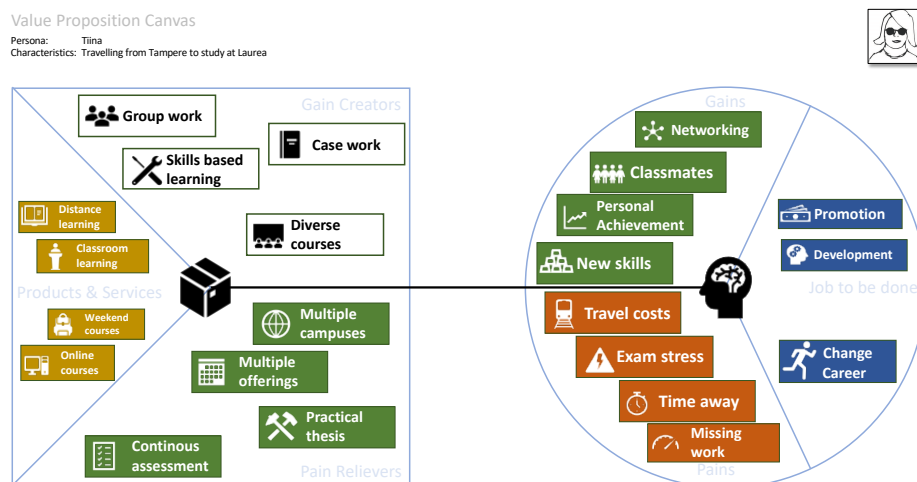 Value Proposition Canvas
Persona: Tiina
Characteristics: Travelling from Tampere to study at Laurea
Gain Creators
Group work
Case work
Skills based
learning
Diverse
courses
Distance
learning
Classroom
learning
Products & Services
Weekend
courses
Online
courses
Multiple
campuses
Multiple
offerings
Practical
thesis
Continous
assessment
Pain Relievers
Gains
Networking
Classmates
Personal
Achievement
New skills
Travel costs
Exam stress
Time away
Missing
work
Pains
Promotion
Development
Job to be done
Change
Career